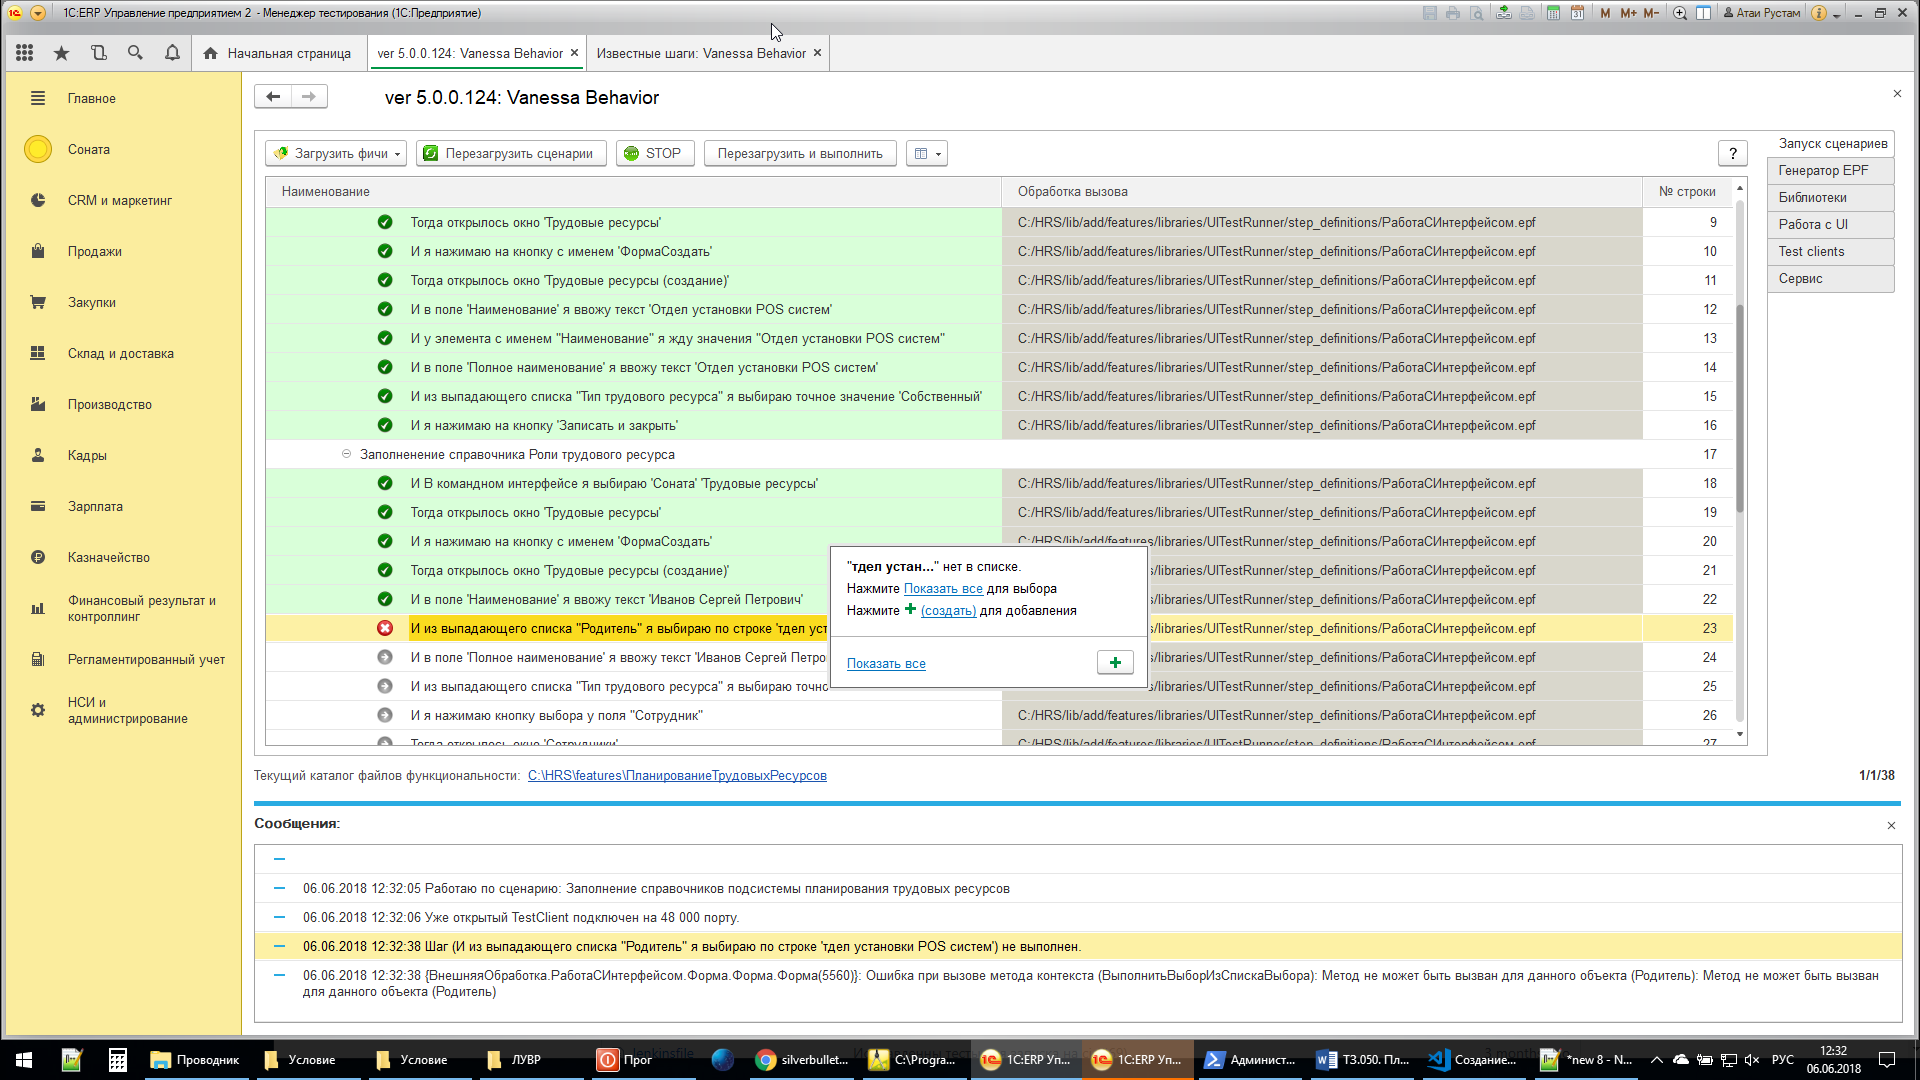 1С:ERP Управление предприятием 2 - Менеджер тестирования (1С:Предприятие)
M M+ M- Атаи Рустам
Начальная страница
ver 5.0.0.124: Vanessa Behavior ×
Известные шаги: Vanessa Behavior ×
Главное
Соната
CRM и маркетинг
Продажи
Закупки
Склад и доставка
Производство
Кадры
Зарплата
Казначейство
Финансовый результат и
контроллинг
Регламентированный учет
НСИ и
администрирование
ver 5.0.0.124: Vanessa Behavior
Загрузить фичи
Перезагрузить сценарии
STOP
Перезагрузить и выполнить
?
Запуск сценариев
Генератор EPF
Библиотеки
Работа с UI
Test clients
Сервис
Наименование Обработка вызова № строки
Тогда открылось окно 'Трудовые ресурсы' C:/HRS/lib/add/features/libraries/UITestRunner/step_definitions/РаботаСИнтерфейсом.epf 9
И я нажимаю на кнопку с именем 'ФормаСоздать' C:/HRS/lib/add/features/libraries/UITestRunner/step_definitions/РаботаСИнтерфейсом.epf 10
Тогда открылось окно 'Трудовые ресурсы (создание)' C:/HRS/lib/add/features/libraries/UITestRunner/step_definitions/РаботаСИнтерфейсом.epf 11
И в поле 'Наименование' я ввожу текст 'Отдел установки POS систем' C:/HRS/lib/add/features/libraries/UITestRunner/step_definitions/РаботаСИнтерфейсом.epf 12
И у элемента с именем "Наименование" я жду значения "Отдел установки POS систем" C:/HRS/lib/add/features/libraries/UITestRunner/step_definitions/РаботаСИнтерфейсом.epf 13
И в поле 'Полное наименование' я ввожу текст 'Отдел установки POS систем' C:/HRS/lib/add/features/libraries/UITestRunner/step_definitions/РаботаСИнтерфейсом.epf 14
И из выпадающего списка "Тип трудового ресурса" я выбираю точное значение 'Собственный' C:/HRS/lib/add/features/libraries/UITestRunner/step_definitions/РаботаСИнтерфейсом.epf 15
И я нажимаю на кнопку 'Записать и закрыть' C:/HRS/lib/add/features/libraries/UITestRunner/step_definitions/РаботаСИнтерфейсом.epf 16
Заполненение справочника Роли трудового ресурса 17
И В командном интерфейсе я выбираю 'Соната' 'Трудовые ресурсы' C:/HRS/lib/add/features/libraries/UITestRunner/step_definitions/РаботаСИнтерфейсом.epf 18
Тогда открылось окно 'Трудовые ресурсы' C:/HRS/lib/add/features/libraries/UITestRunner/step_definitions/РаботаСИнтерфейсом.epf 19
И я нажимаю на кнопку с именем 'ФормаСоздать' C:/HRS/lib/add/features/libraries/UITestRunner/step_definitions/РаботаСИнтерфейсом.epf 20
Тогда открылось окно 'Трудовые ресурсы (создание)' s/libraries/UITestRunner/step_definitions/РаботаСИнтерфейсом.epf 21
И в поле 'Наименование' я ввожу текст 'Иванов Сергей Петрович' s/libraries/UITestRunner/step_definitions/РаботаСИнтерфейсом.epf 22
И из выпадающего списка "Родитель" я выбираю по строке 'тдел уст s/libraries/UITestRunner/step_definitions/РаботаСИнтерфейсом.epf 23
И в поле 'Полное наименование' я ввожу текст 'Иванов Сергей Петро s/libraries/UITestRunner/step_definitions/РаботаСИнтерфейсом.epf 24
И из выпадающего списка "Тип трудового ресурса" я выбираю точно s/libraries/UITestRunner/step_definitions/РаботаСИнтерфейсом.epf 25
И я нажимаю кнопку выбора у поля "Сотрудник" C:/HRS/lib/add/features/libraries/UITestRunner/step_definitions/РаботаСИнтерфейсом.epf 26
Тогда открылось окно 'Сотрудники' C:/HRS/lib/add/features/libraries/UITestRunner/step_definitions/РаботаСИнтерфейсом.epf 27
"тдел устан..." нет в списке.
Нажмите Показать все для выбора
Нажмите + (создать) для добавления
Показать все
Текущий каталог файлов функциональности: C:\HRS\features\ПланированиеТрудовыхРесурсов 1/1/38
Сообщения:
06.06.2018 12:32:05 Работаю по сценарию: Заполнение справочников подсистемы планирования трудовых ресурсов
06.06.2018 12:32:06 Уже открытый TestClient подключен на 48 000 порту.
06.06.2018 12:32:38 Шаг (И из выпадающего списка "Родитель" я выбираю по строке 'тдел установки POS систем') не выполнен.
06.06.2018 12:32:38 {ВнешняяОбработка.РаботаСИнтерфейсом.Форма.Форма.Форма(5560)}: Ошибка при вызове метода контекста (ВыполнитьВыборИзСпискаВыбора): Метод не может быть вызван для данного объекта (Родитель): Метод не может быть вызван
для данного объекта (Родитель)
Проводник
Условие
Условие
ЛУВР
Прог
silverbullet...
C:\Progra...
1С:ERP Уп...
1С:ERP Уп...
Админист...
ТЗ.050. Пл...
Создание...
*new 8 - N...
РУС
12:32
06.06.2018